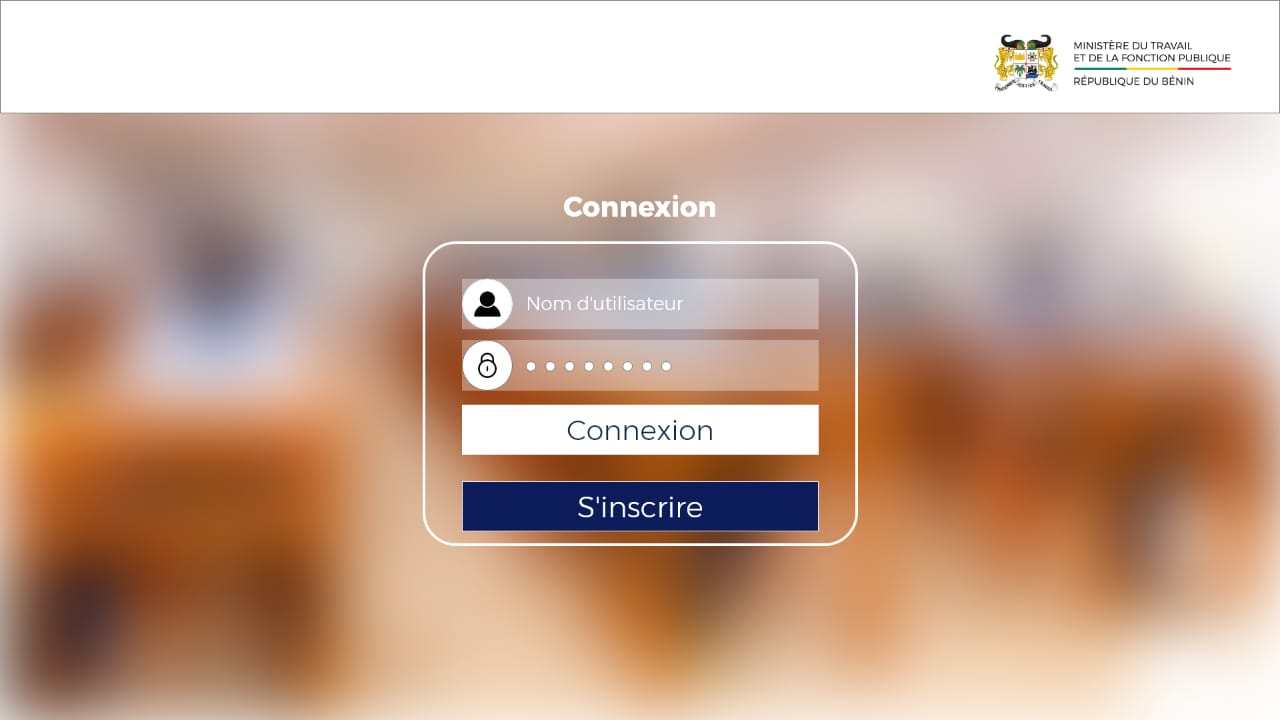 MINISTÈRE DU TRAVAIL
ET DE LA FONCTION PUBLIQUE
RÉPUBLIQUE DU BÉNIN
Connexion
Nom d'utilisateur
Connexion
S'inscrire